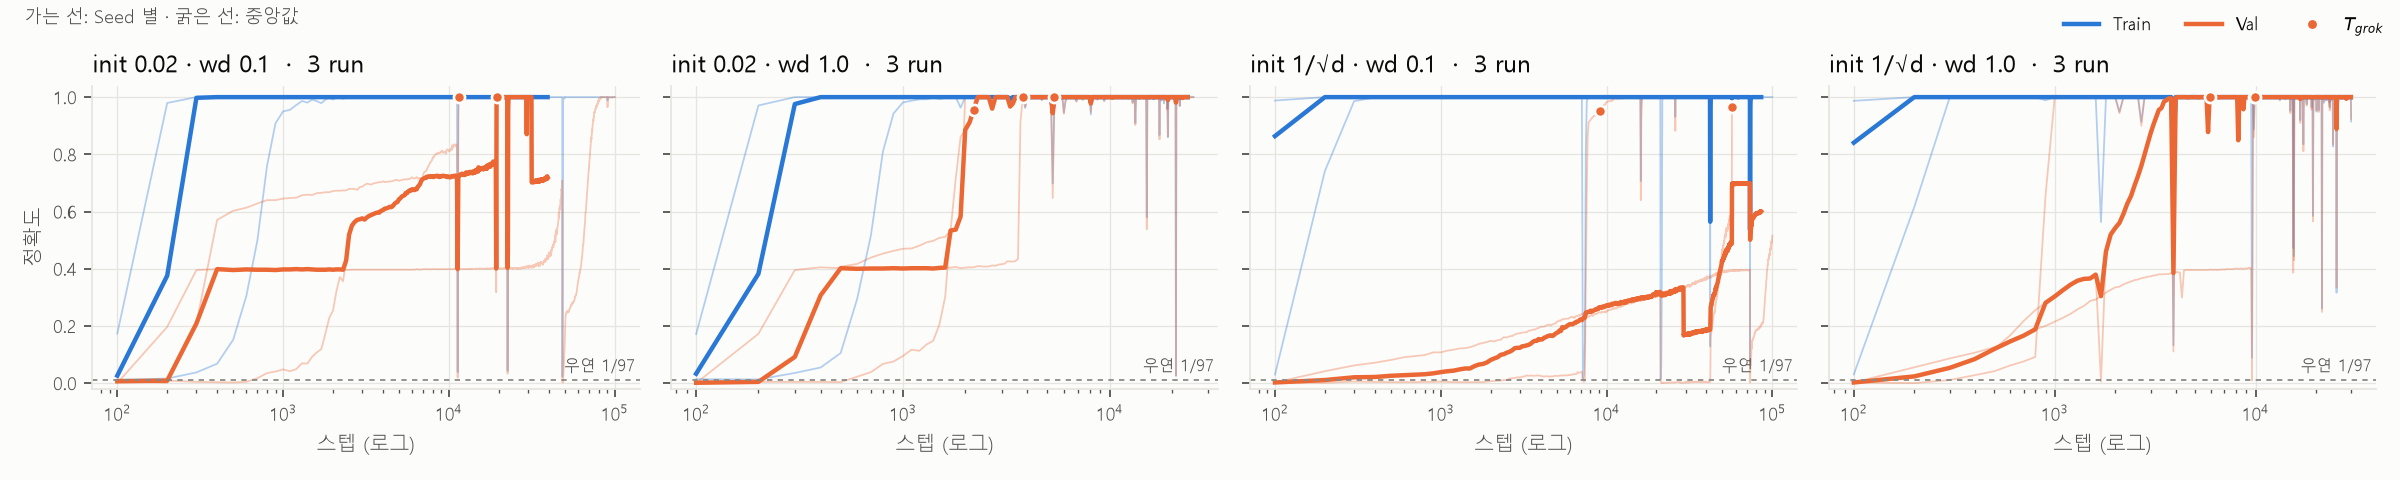 가는 선: Seed 별 · 굵은 선: 중앙값
Train
Val
T_grok
init 0.02 · wd 0.1 · 3 run
init 0.02 · wd 1.0 · 3 run
init 1/√d · wd 0.1 · 3 run
init 1/√d · wd 1.0 · 3 run
정확도
1.0
0.8
0.6
0.4
0.2
0.0
우연 1/97
우연 1/97
우연 1/97
우연 1/97
10² 10³ 10⁴ 10⁵
10² 10³ 10⁴
10² 10³ 10⁴ 10⁵
10² 10³ 10⁴
스텝 (로그)
스텝 (로그)
스텝 (로그)
스텝 (로그)